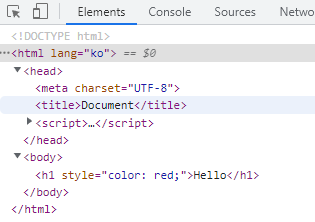 Elements Console Sources
<!DOCTYPE html>
···<html lang="ko"> == $0
▼<head>
<meta charset="UTF-8">
<title>Document</title>
▶<script>…</script>
</head>
▼<body>
<h1 style="color: red;">Hello</h1>
</body>
</html>